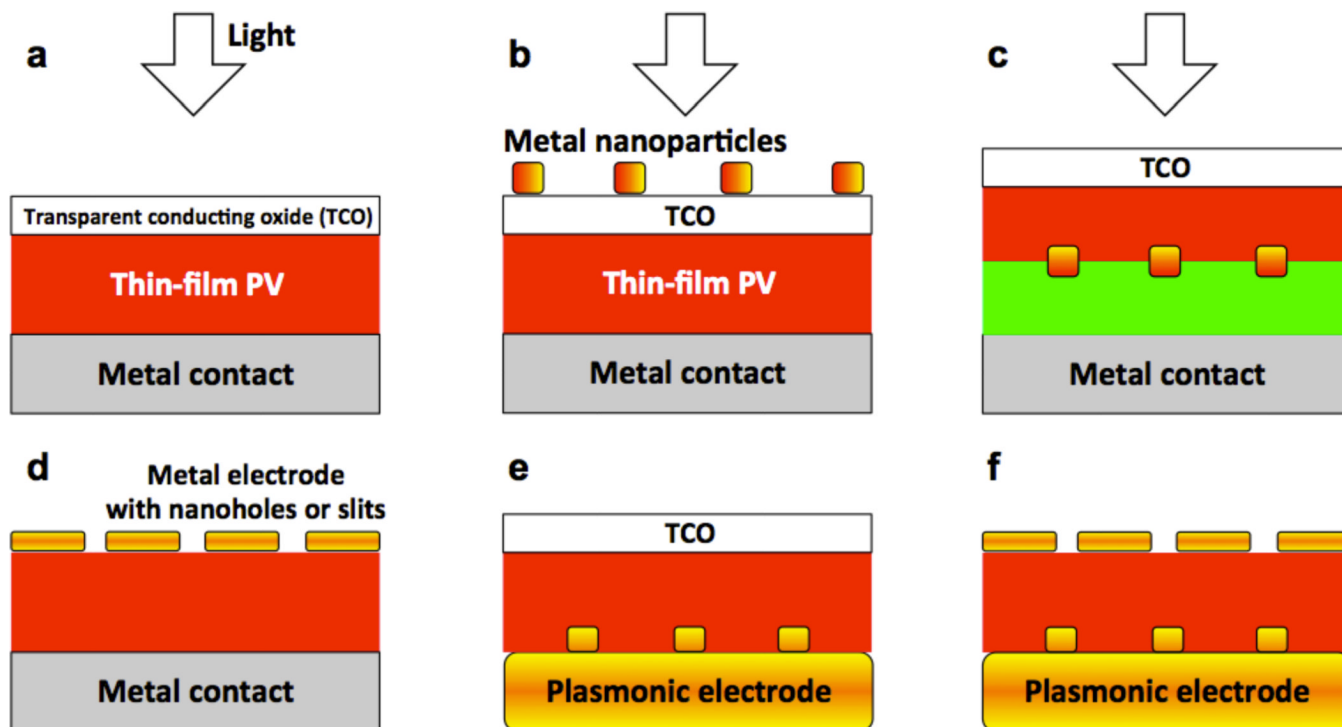 a
Light
Transparent conducting oxide (TCO)
Thin-film PV
Metal contact
b
Metal nanoparticles
TCO
Thin-film PV
Metal contact
c
TCO
Metal contact
d
Metal electrode
with nanoholes or slits
Metal contact
e
TCO
Plasmonic electrode
f
Plasmonic electrode